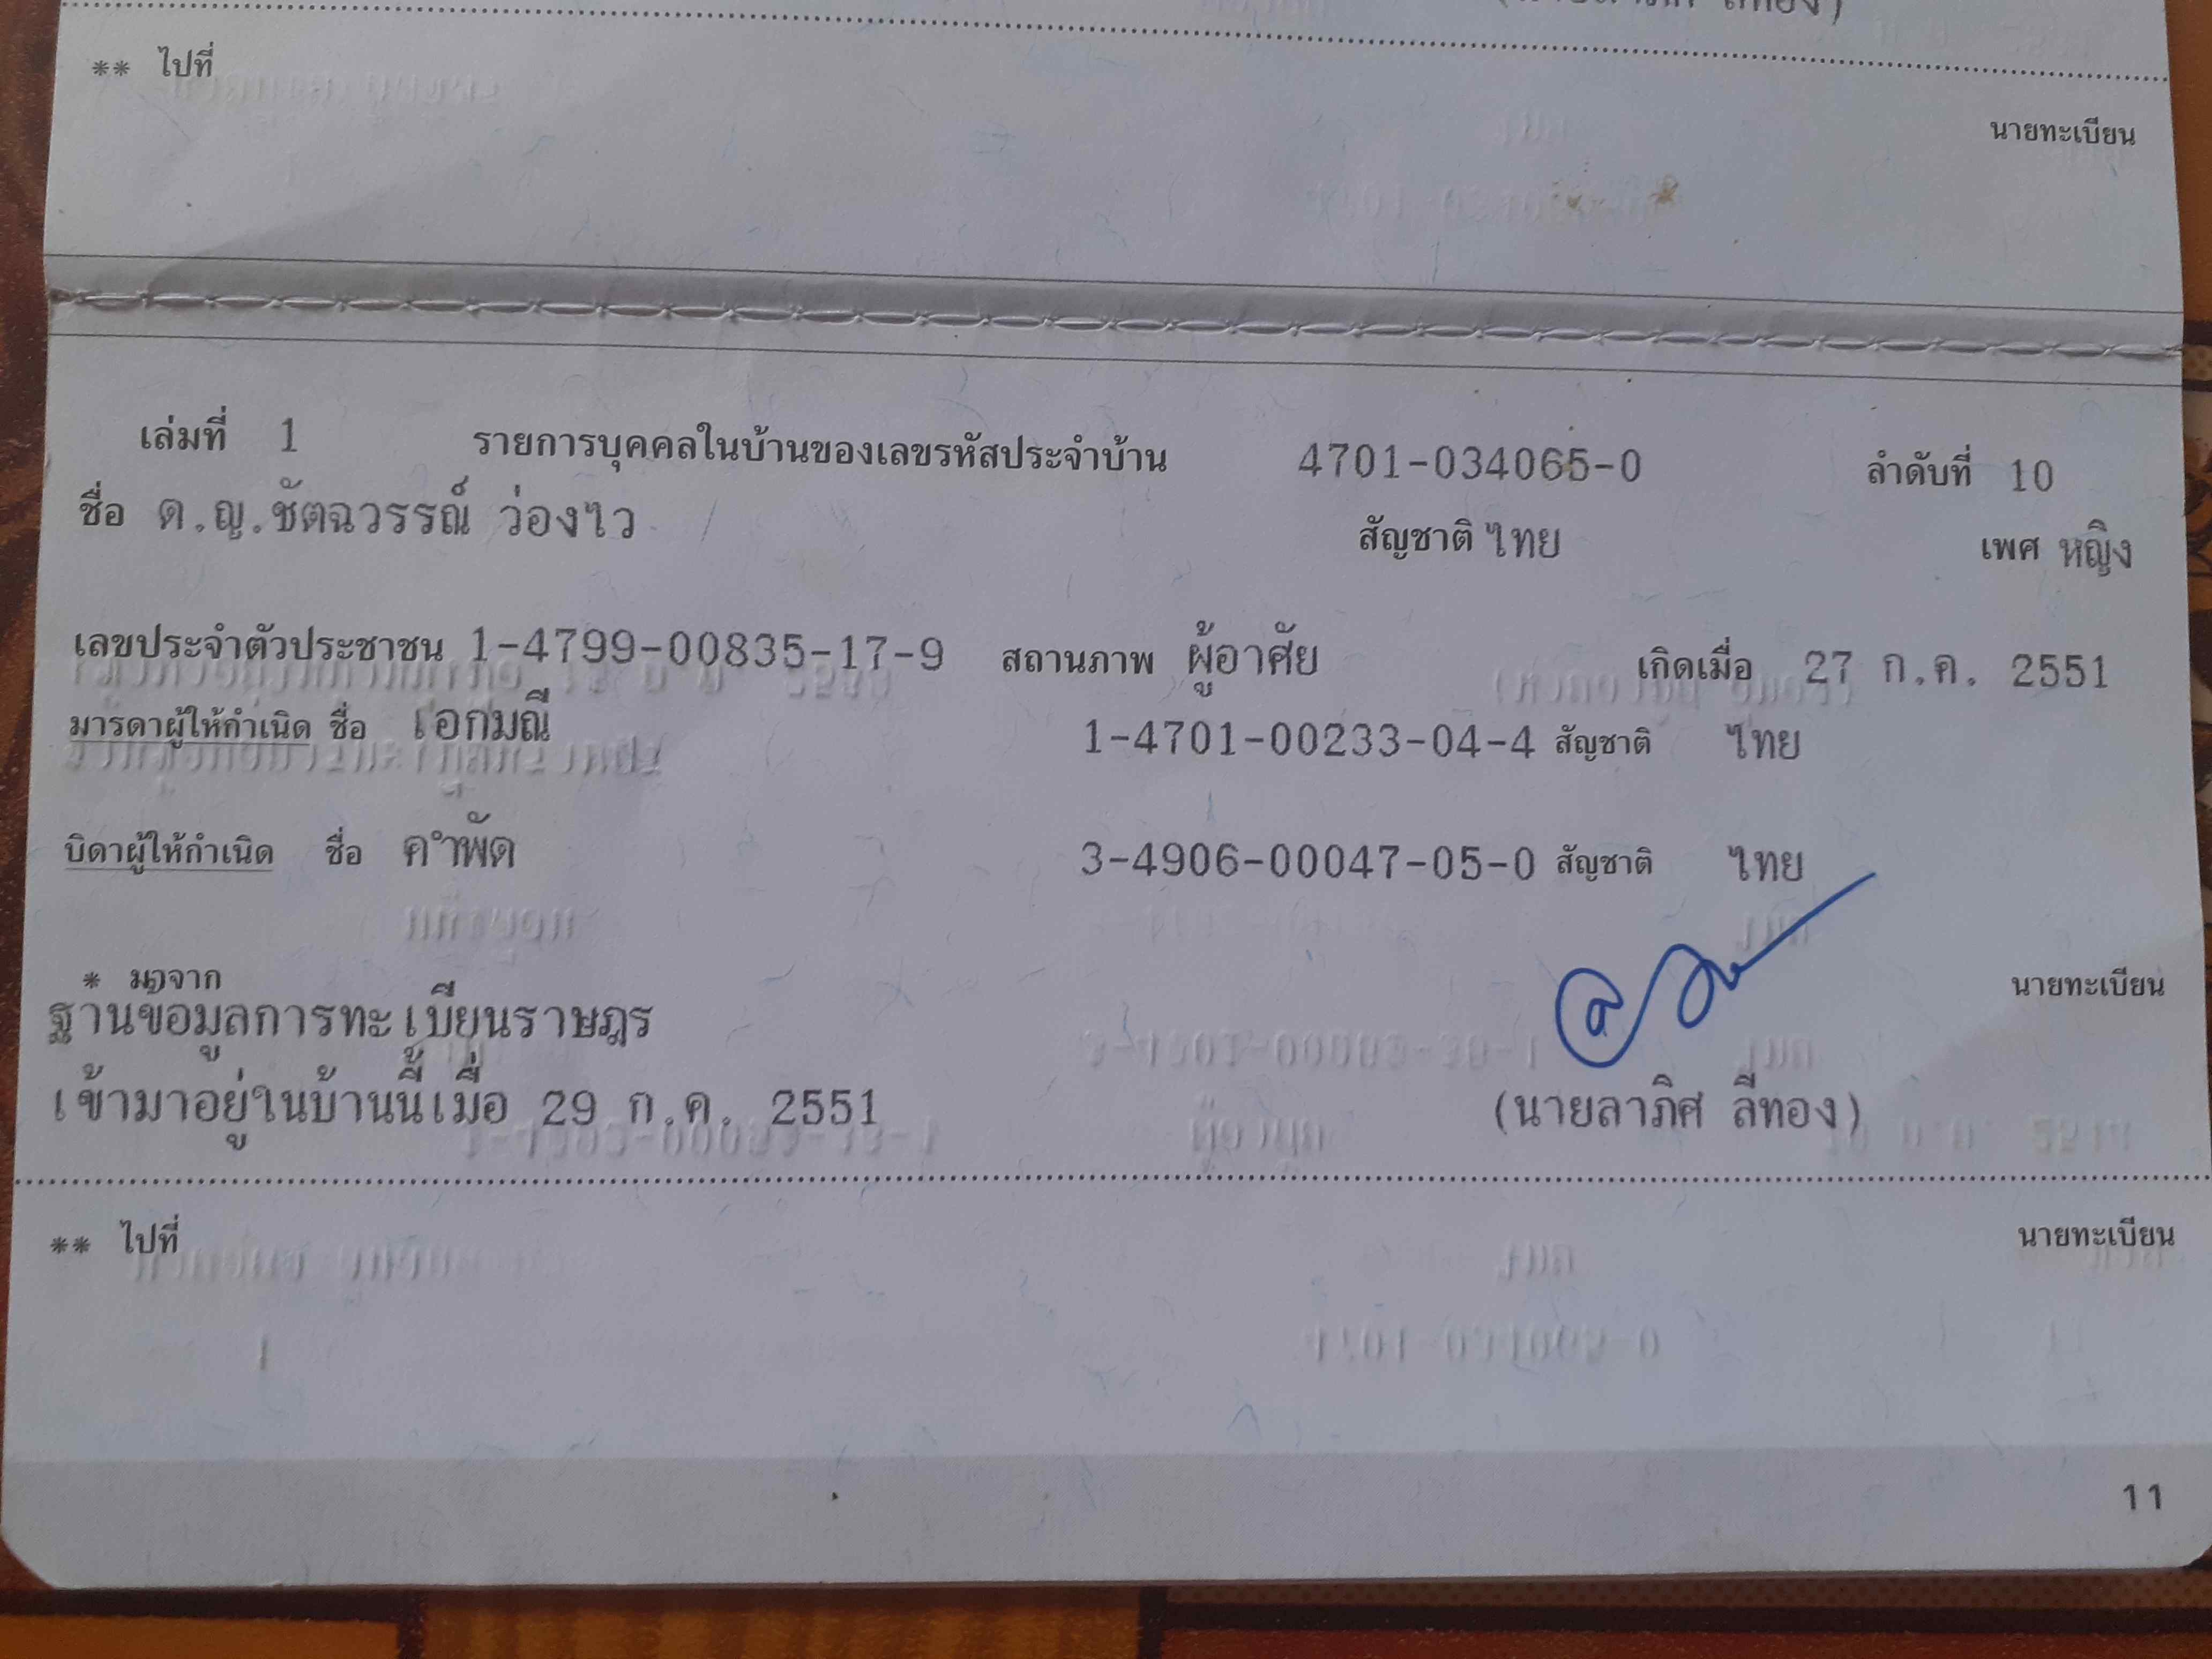 ** ไปที่
นายทะเบียน
เล่มที่ 1 รายการบุคคลในบ้านของเลขรหัสประจำบ้าน 4701-034065-0 ลำดับที่ 10
ชื่อ ด.ญ.ชัตฉวรรณ์ ว่องไว สัญชาติ ไทย เพศ หญิง
เลขประจำตัวประชาชน 1-4799-00835-17-9 สถานภาพ ผู้อาศัย เกิดเมื่อ 27 ก.ค. 2551
มารดาผู้ให้กำเนิด ชื่อ เอกมณี 1-4701-00233-04-4 สัญชาติ ไทย
บิดาผู้ให้กำเนิด ชื่อ คำพัด 3-4906-00047-05-0 สัญชาติ ไทย
* มาจาก นายทะเบียน
ฐานข้อมูลการทะเบียนราษฎร
เข้ามาอยู่ในบ้านนี้เมื่อ 29 ก.ค. 2551 (นายลาภิศ ลีทอง)
** ไปที่ นายทะเบียน
11